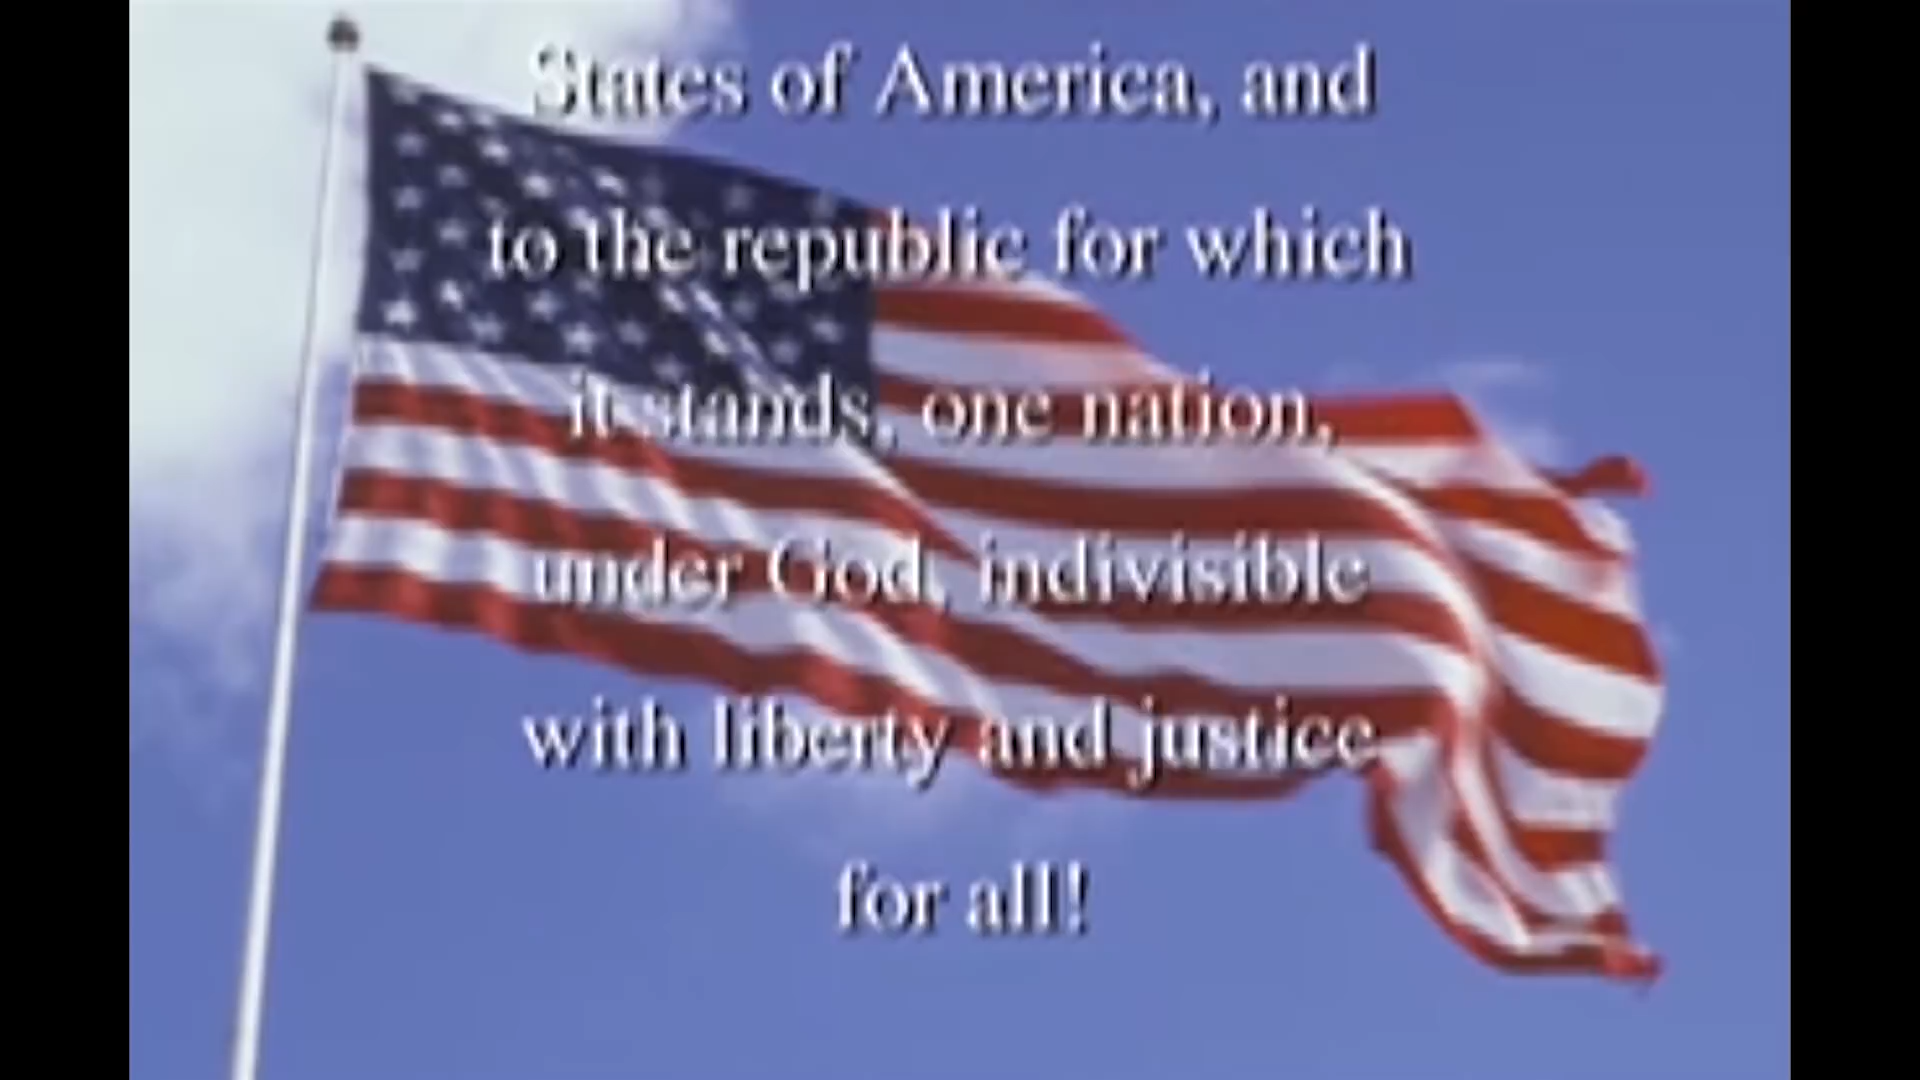 States of America, and
to the republic for which
it stands, one nation,
under God, indivisible
with liberty and justice
for all!